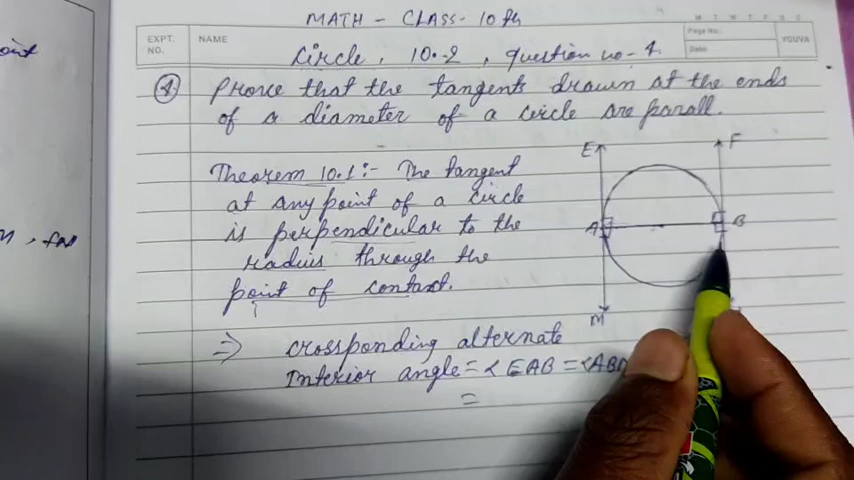 MATH - CLASS - 10th
EXPT. NO.
NAME
M T W T F S S
Page No.:
Date:
YOUVA
Circle, 10.2, question no - 4.
④ Prove that the tangents drawn at the ends
of a diameter of a circle are parall.
Theorem 10.1:- The tangent
at any point of a circle
is perpendicular to the
radius through the
point of contact.
E F
A B
M
⇒ crossponding alternate
Interior angle = ∠EAB = ∠AB
=